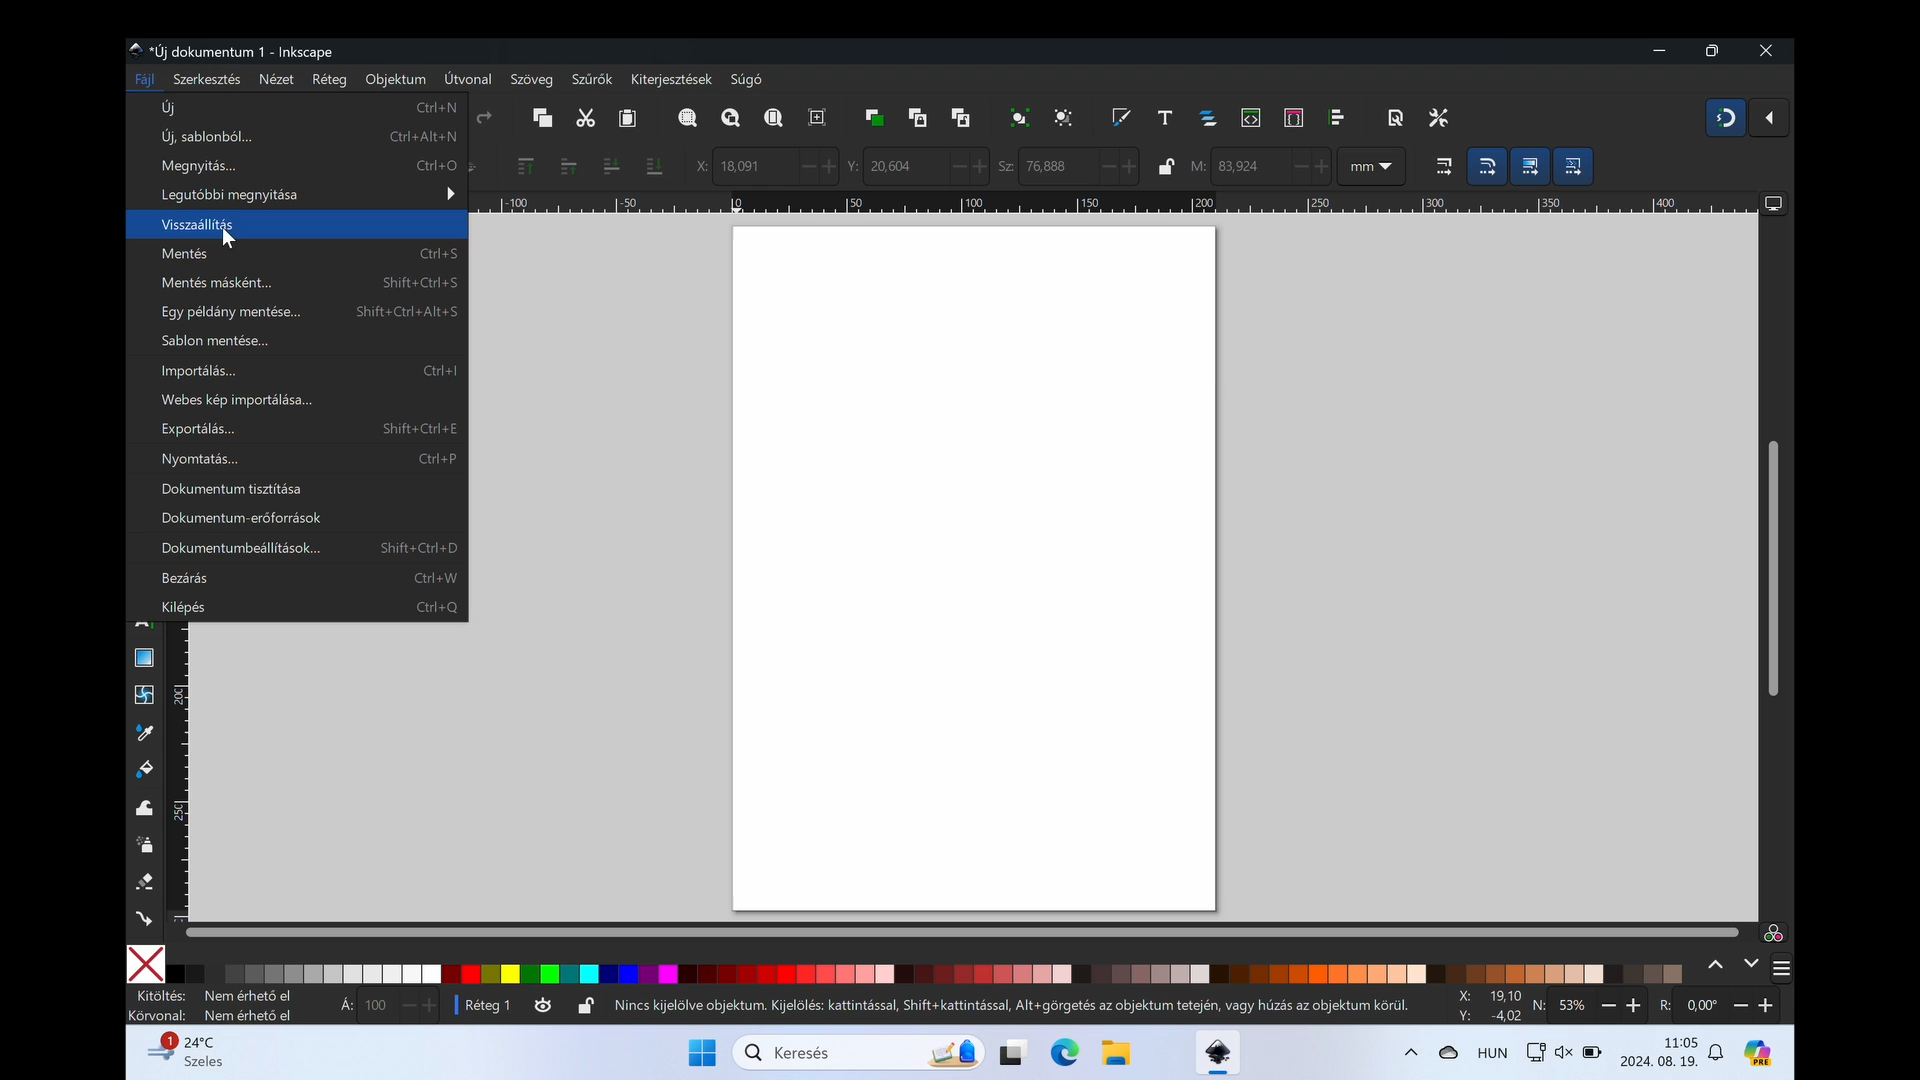 *Új dokumentum 1 - Inkscape
Fájl Szerkesztés Nézet Réteg Objektum Útvonal Szöveg Szűrők Kiterjesztések Súgó
Új Ctrl+N
Új, sablonból... Ctrl+Alt+N
Megnyitás... Ctrl+O
Legutóbbi megnyitása
Visszaállítás
Mentés Ctrl+S
Mentés másként... Shift+Ctrl+S
Egy példány mentése... Shift+Ctrl+Alt+S
Sablon mentése...
Importálás... Ctrl+I
Webes kép importálása...
Exportálás... Shift+Ctrl+E
Nyomtatás... Ctrl+P
Dokumentum tisztítása
Dokumentum-erőforrások
Dokumentumbeállítások... Shift+Ctrl+D
Bezárás Ctrl+W
Kilépés Ctrl+Q
X: 18,091 Y: 20,604 Sz: 76,888 M: 83,924 mm
-100 -50 0 50 100 150 200 250 300 350 400
200
250
Kitöltés: Nem érhető el
Körvonal: Nem érhető el
Á: 100
Réteg 1
Nincs kijelölve objektum. Kijelölés: kattintással, Shift+kattintással, Alt+görgetés az objektum tetején, vagy húzás az objektum körül.
X: 19,10
Y: -4,02
N: 53%
R: 0,00°
1 24°C
Szeles
Keresés
HUN
11:05
2024. 08. 19.
PRE